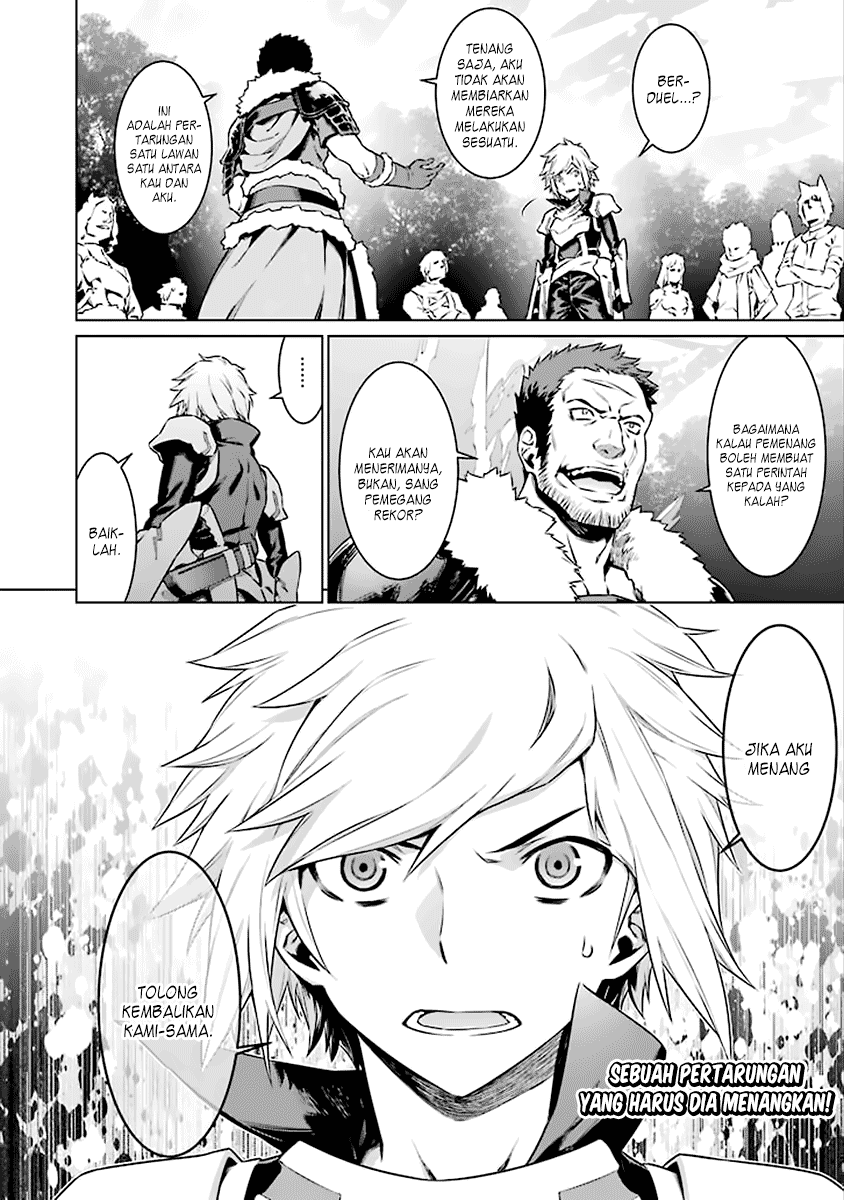 BER-
DUEL...?
TENANG
SAJA, AKU
TIDAK AKAN
MEMBIARKAN
MEREKA
MELAKUKAN
SESUATU.
INI
ADALAH PER-
TARUNGAN
SATU LAWAN
SATU ANTARA
KAU DAN
AKU.
BAGAIMANA
KALAU PEMENANG
BOLEH MEMBUAT
SATU PERINTAH
KEPADA YANG
KALAH?
KAU AKAN
MENERIMANYA,
BUKAN, SANG
PEMEGANG
REKOR?
......
BAIK-
LAH.
JIKA AKU
MENANG
TOLONG
KEMBALIKAN
KAMI-SAMA.
SEBUAH PERTARUNGAN
YANG HARUS DIA MENANGKAN!